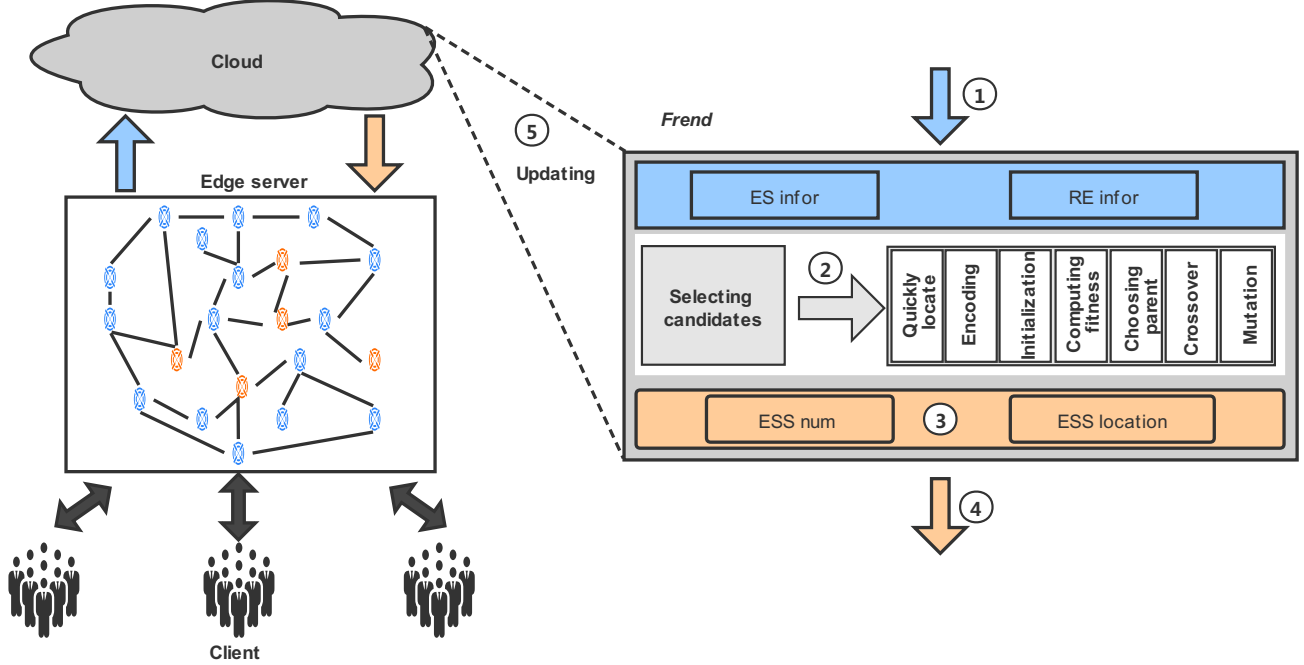 Cloud
Edge server
Client
5
Updating
Frend
1
ES infor
RE infor
Selecting
candidates
2
Quickly
locate
Encoding
Initialization
Computing
fitness
Choosing
parent
Crossover
Mutation
ESS num
3
ESS location
4